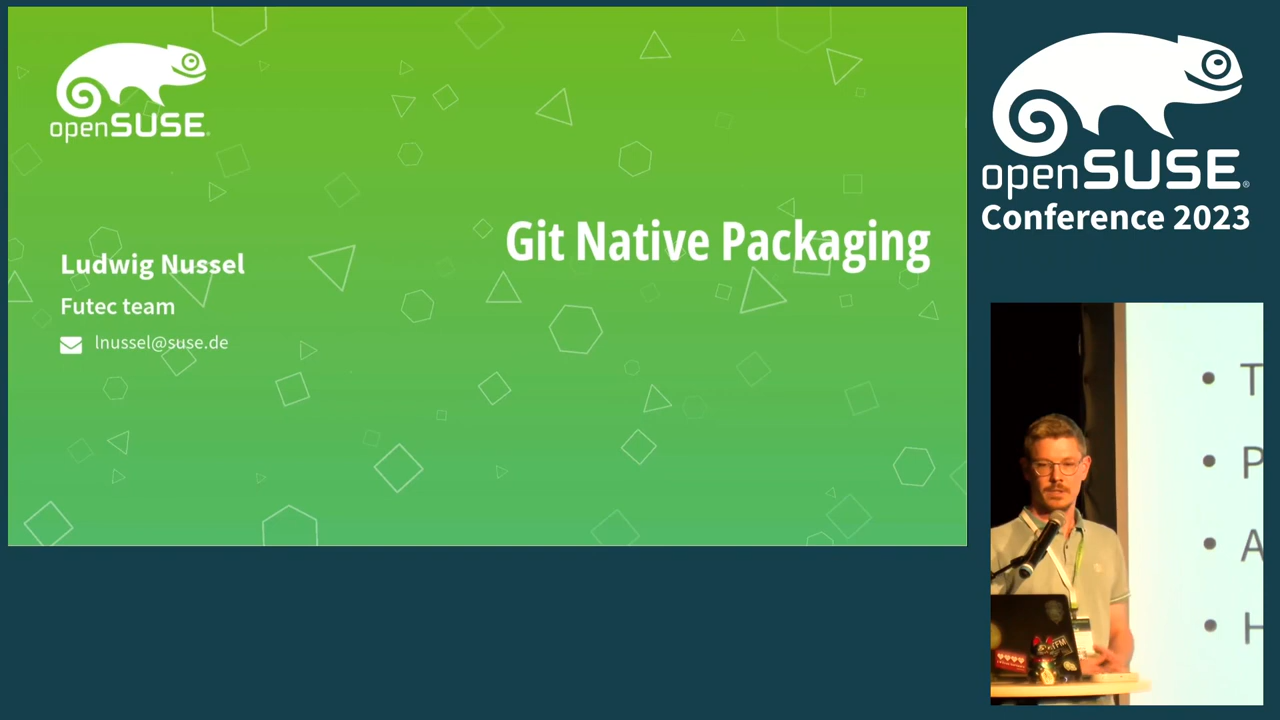 openSUSE
Git Native Packaging
Ludwig Nussel
Futec team
lnussel@suse.de
openSUSE®
Conference 2023
• T
• P
• A
• H